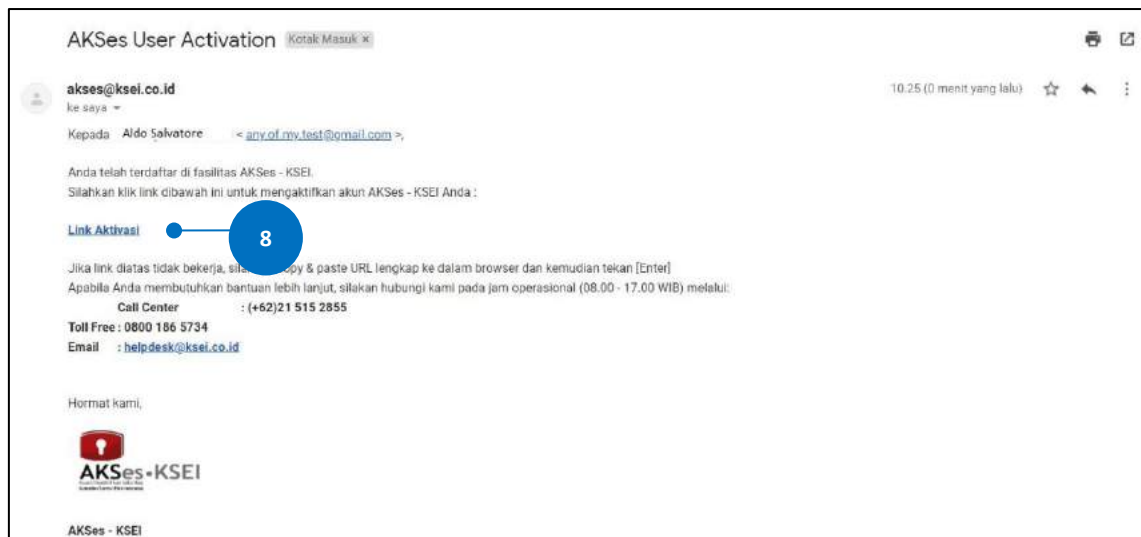 AKSes User Activation Kotak Masuk ×
akses@ksei.co.id
10.25 (0 menit yang lalu)
ke saya
Kepada Aldo Salvatore < any.of.my.test@gmail.com >,
Anda telah terdaftar di fasilitas AKSes - KSEI.
Silahkan klik link dibawah ini untuk mengaktifkan akun AKSes - KSEI Anda :
Link Aktivasi
8
Jika link diatas tidak bekerja, & paste URL lengkap ke dalam browser dan kemudian tekan [Enter]
Apabila Anda membutuhkan bantuan lebih lanjut, silakan hubungi kami pada jam operasional (08.00 - 17.00 WIB) melalui:
Call Center : (+62)21 515 2855
Toll Free : 0800 186 5734
Email : helpdesk@ksei.co.id
Hormat kami,
AKSes-KSEI
AKSes - KSEI